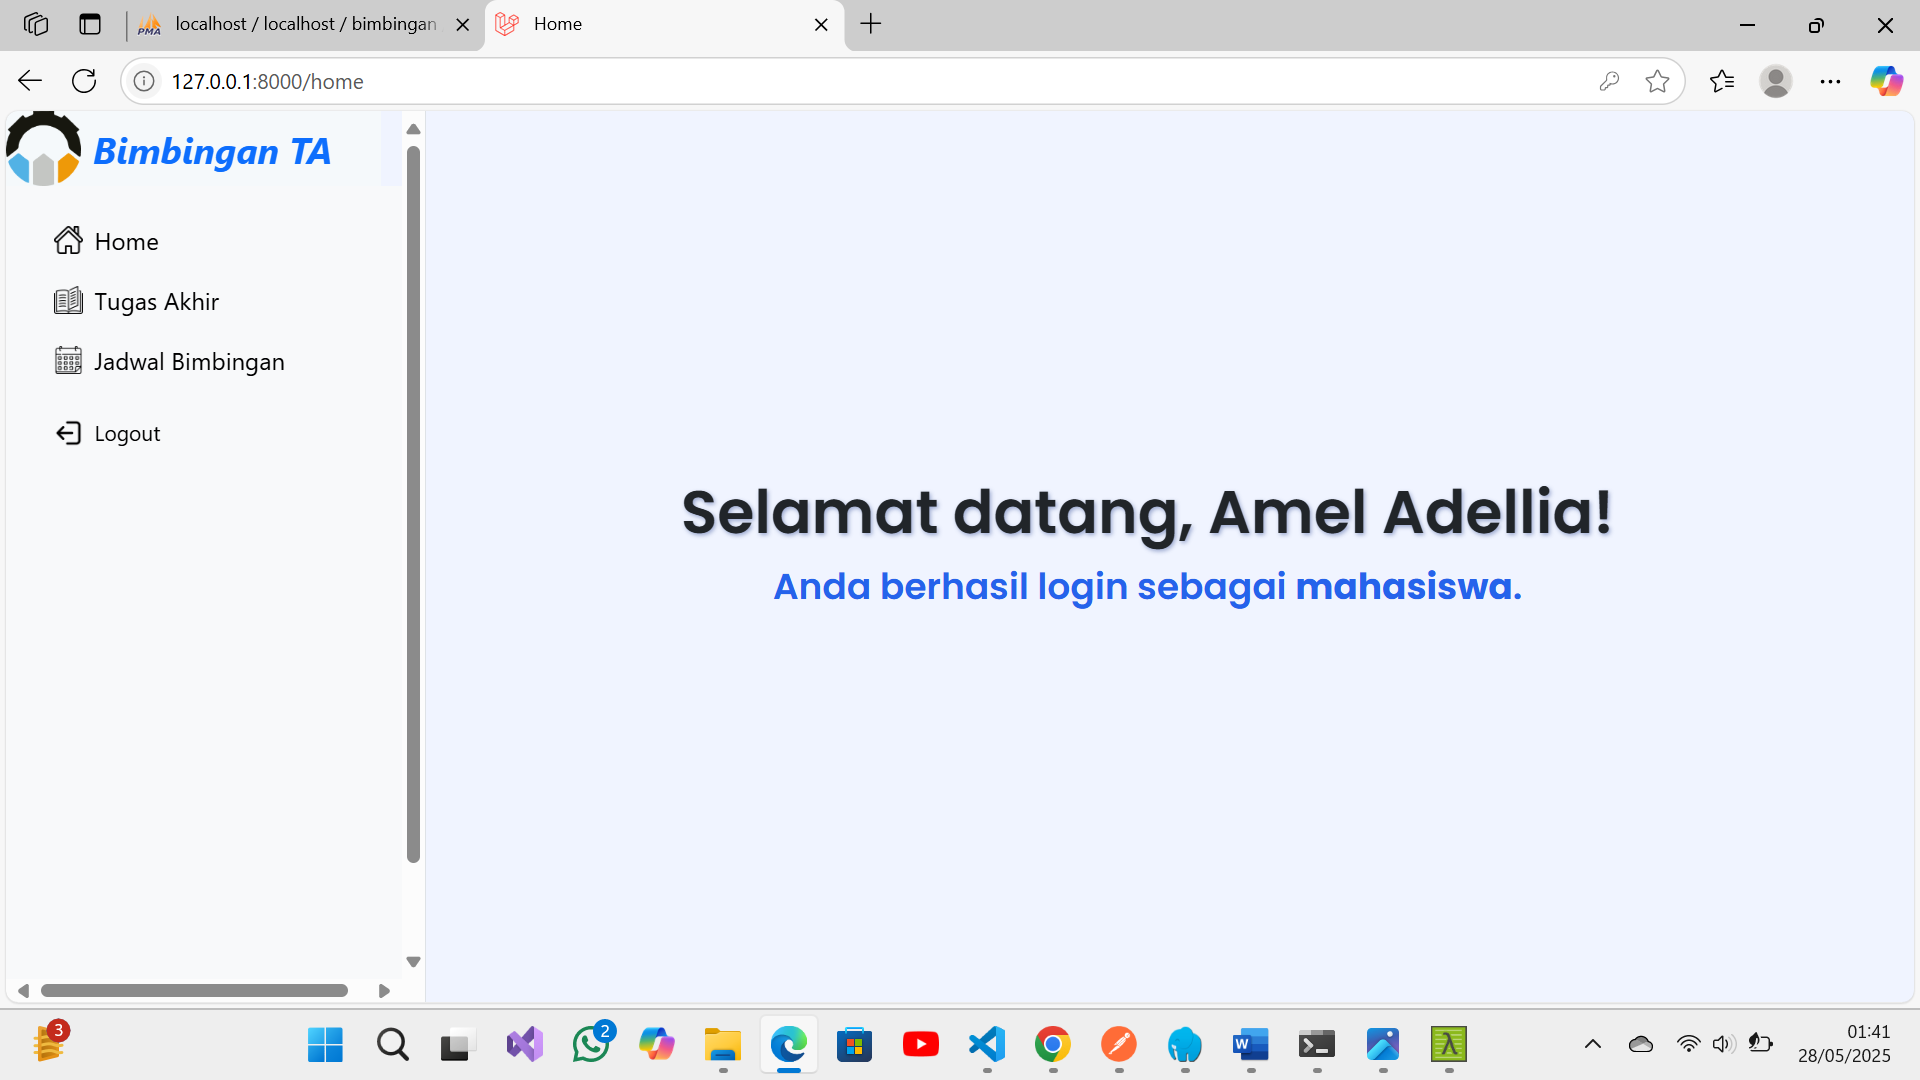 localhost / localhost / bimbingan
Home
127.0.0.1:8000/home
Bimbingan TA
Home
Tugas Akhir
Jadwal Bimbingan
Logout
Selamat datang, Amel Adellia!
Anda berhasil login sebagai mahasiswa.
3
2
01:41
28/05/2025
PMA
W
λ